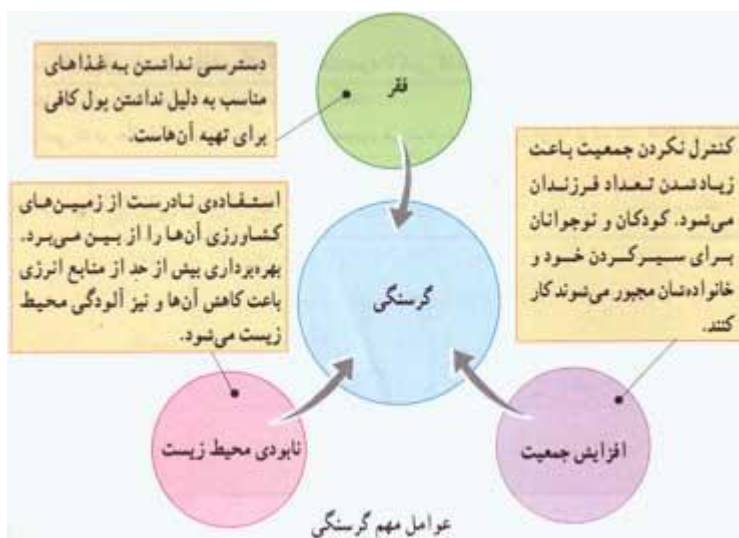 فقر
دسترسی نداشتن به غذاهای
مناسب به دلیل نداشتن پول کافی
برای تهیه آن‌هاست.
کنترل نکردن جمعیت باعث
زیاد شدن تعداد فرزندان
می‌شود. کودکان و نوجوانان
برای سیر کردن خود و
خانواده‌شان مجبور می‌شوند کار
کنند.
استفاده‌ی نادرست از زمین‌های
کشاورزی آن‌ها را از بین می‌برد.
بهره‌برداری بیش از حد از منابع انرژی
باعث کاهش آن‌ها و نیز آلودگی محیط
زیست می‌شود.
گرسنگی
افزایش جمعیت
نابودی محیط زیست
عوامل مهم گرسنگی